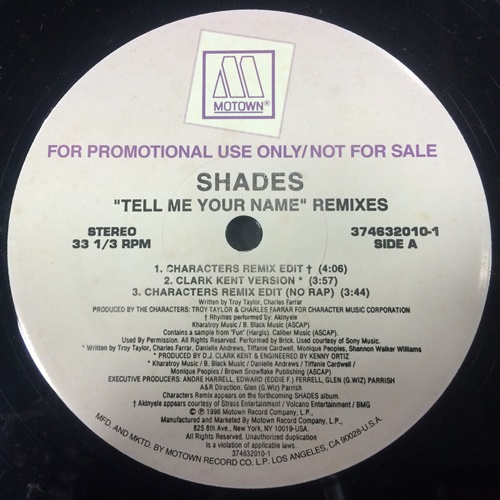 MOTOWN®
FOR PROMOTIONAL USE ONLY/NOT FOR SALE
SHADES
"TELL ME YOUR NAME" REMIXES
STEREO
33 1/3 RPM
374632010-1
SIDE A
1. CHARACTERS REMIX EDIT † (4:06)
2. CLARK KENT VERSION * (3:57)
3. CHARACTERS REMIX EDIT (NO RAP) (3:44)
Written by Troy Taylor, Charles Farrar
PRODUCED BY THE CHARACTERS: TROY TAYLOR & CHARLES FARRAR FOR CHARACTER MUSIC CORPORATION
† Rhymes performed by: Akinyele
Kharatroy Music / B. Black Music (ASCAP)
Contains a sample from "Fun" (Hargis). Caliber Music (ASCAP).
Used By Permission. All Rights Reserved. Performed by Brick. Used courtesy of Sony Music.
* Written by Troy Taylor, Charles Farrar, Danielle Andrews, Tiffanie Cardwell, Monique Peoples, Shannon Walker Williams
* PRODUCED BY D.J. CLARK KENT & ENGINEERED BY KENNY ORTIZ
* Kharatroy Music / B. Black Music / Danielle Andrews / Tiffanie Cardwell /
Monique Peoples / Brown Snowflake Publishing (ASCAP)
EXECUTIVE PRODUCERS: ANDRE HARRELL, EDWARD (EDDIE F.) FERRELL, GLEN (G.WIZ) PARRISH
A&R Direction: Glen (G.Wiz) Parrish
Characters Remix appears on the forthcoming SHADES album.
† Akinyele appears courtesy of Stress Entertainment / Volcano Entertainment / BMG
℗ © 1996 Motown Record Company, L.P.
Manufactured and Marketed By Motown Record Company, L.P.,
825 8th Ave., New York, NY 10019-USA.
All Rights Reserved. Unauthorized duplication
is a violation of applicable laws.
374632010-1
MFD. AND MKTD. BY MOTOWN RECORD CO. L.P. LOS ANGELES, CA 90028-U.S.A.